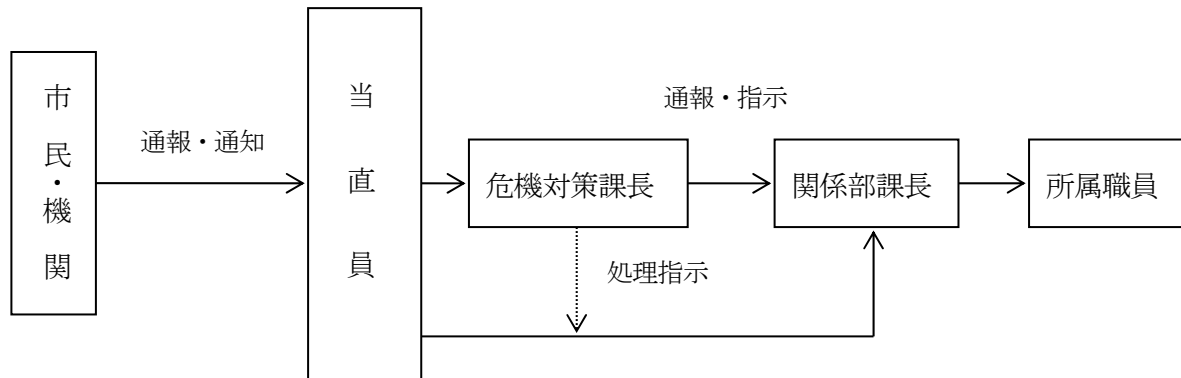 市民・機関
通報・通知
当直員
通報・指示
危機対策課長
関係部課長
所属職員
処理指示